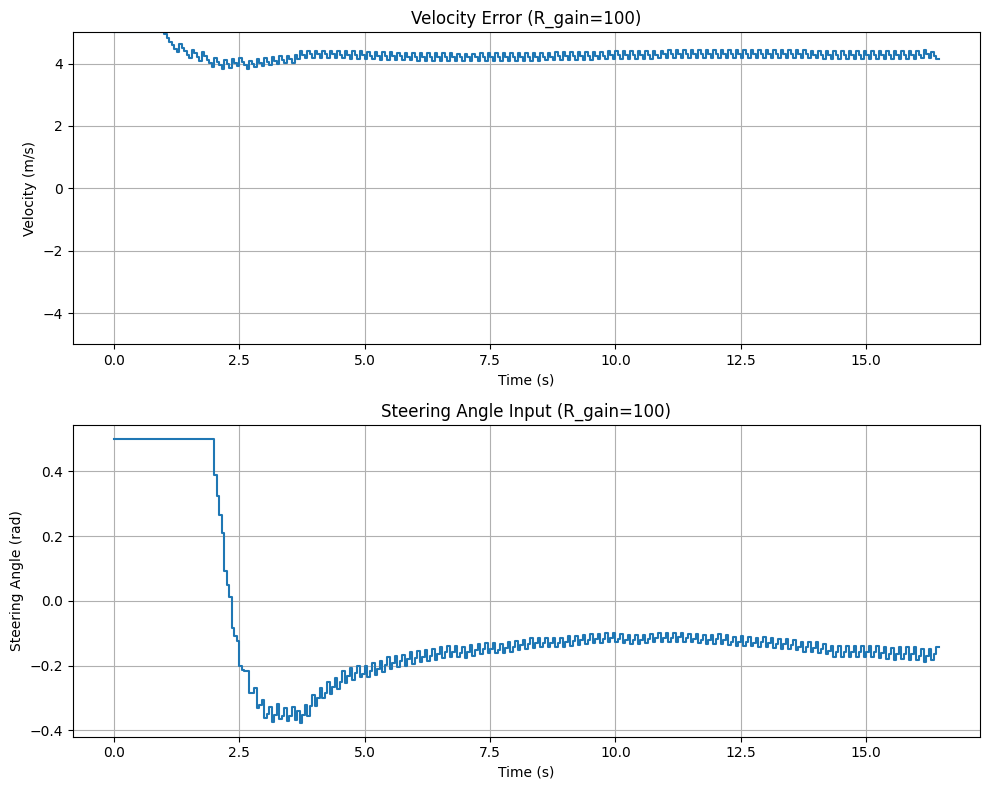 Velocity Error (R_gain=100)
Velocity (m/s)
4
2
0
−2
−4
0.0 2.5 5.0 7.5 10.0 12.5 15.0
Time (s)
Steering Angle Input (R_gain=100)
Steering Angle (rad)
0.4
0.2
0.0
−0.2
−0.4
0.0 2.5 5.0 7.5 10.0 12.5 15.0
Time (s)